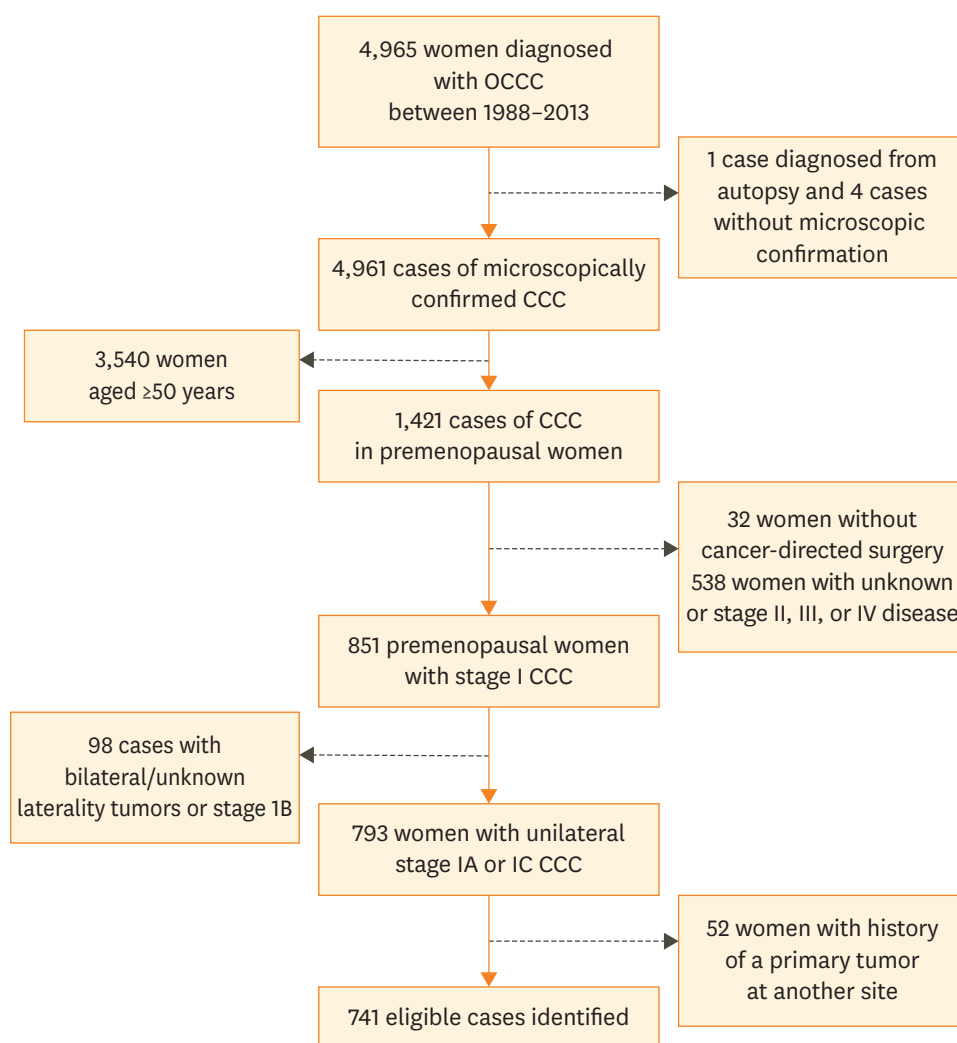 4,965 women diagnosed
with OCCC
between 1988–2013
1 case diagnosed from
autopsy and 4 cases
without microscopic
confirmation
4,961 cases of microscopically
confirmed CCC
3,540 women
aged ≥50 years
1,421 cases of CCC
in premenopausal women
32 women without
cancer-directed surgery
538 women with unknown
or stage II, III, or IV disease
851 premenopausal women
with stage I CCC
98 cases with
bilateral/unknown
laterality tumors or stage 1B
793 women with unilateral
stage IA or IC CCC
52 women with history
of a primary tumor
at another site
741 eligible cases identified